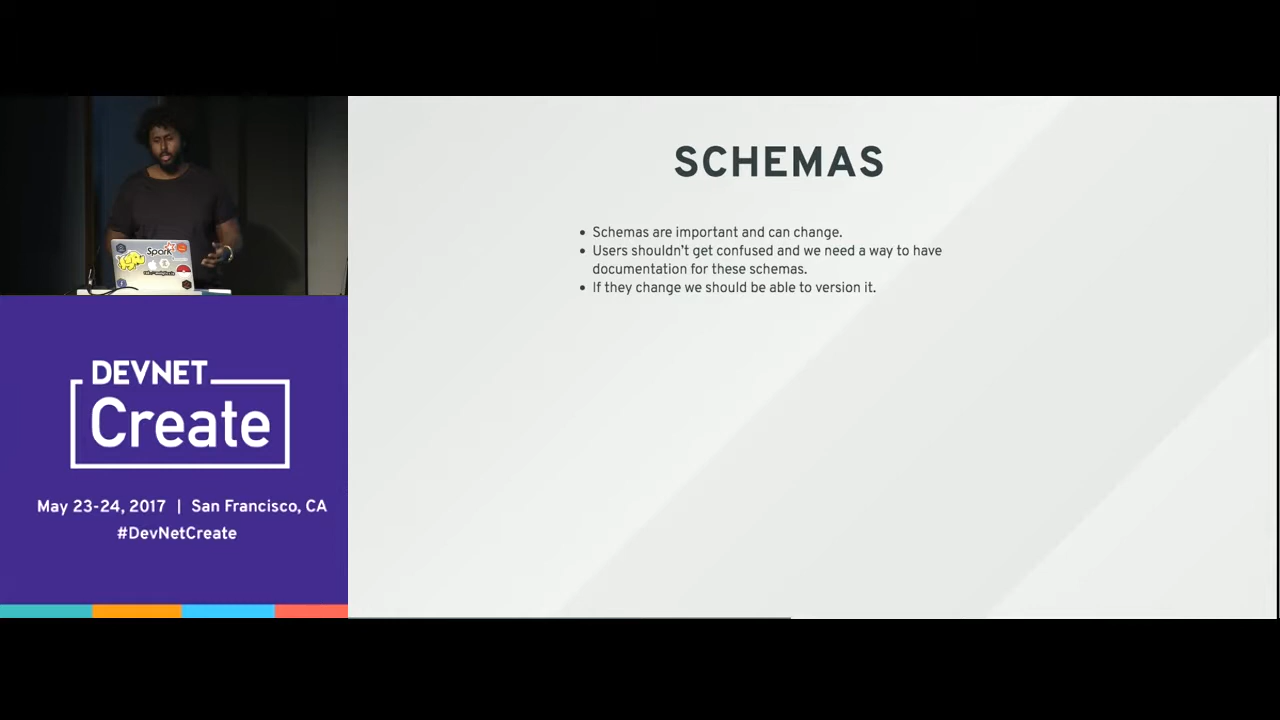 SCHEMAS
Schemas are important and can change.
Users shouldn't get confused and we need a way to have
documentation for these schemas.
If they change we should be able to version it.
Spark
DEVNET
Create
May 23-24, 2017 | San Francisco, CA
#DevNetCreate